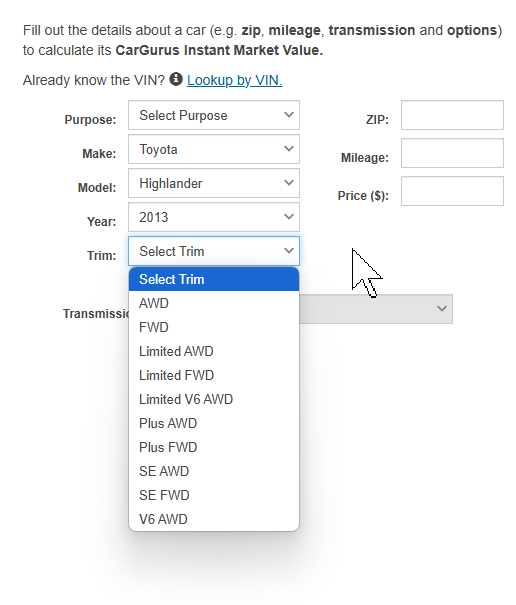 Fill out the details about a car (e.g. zip, mileage, transmission and options)
to calculate its CarGurus Instant Market Value.
Already know the VIN? Lookup by VIN.
Purpose: Select Purpose
ZIP:
Make: Toyota
Mileage:
Model: Highlander
Price ($):
Year: 2013
Trim: Select Trim
Select Trim
AWD
FWD
Transmissi
Limited AWD
Limited FWD
Limited V6 AWD
Plus AWD
Plus FWD
SE AWD
SE FWD
V6 AWD